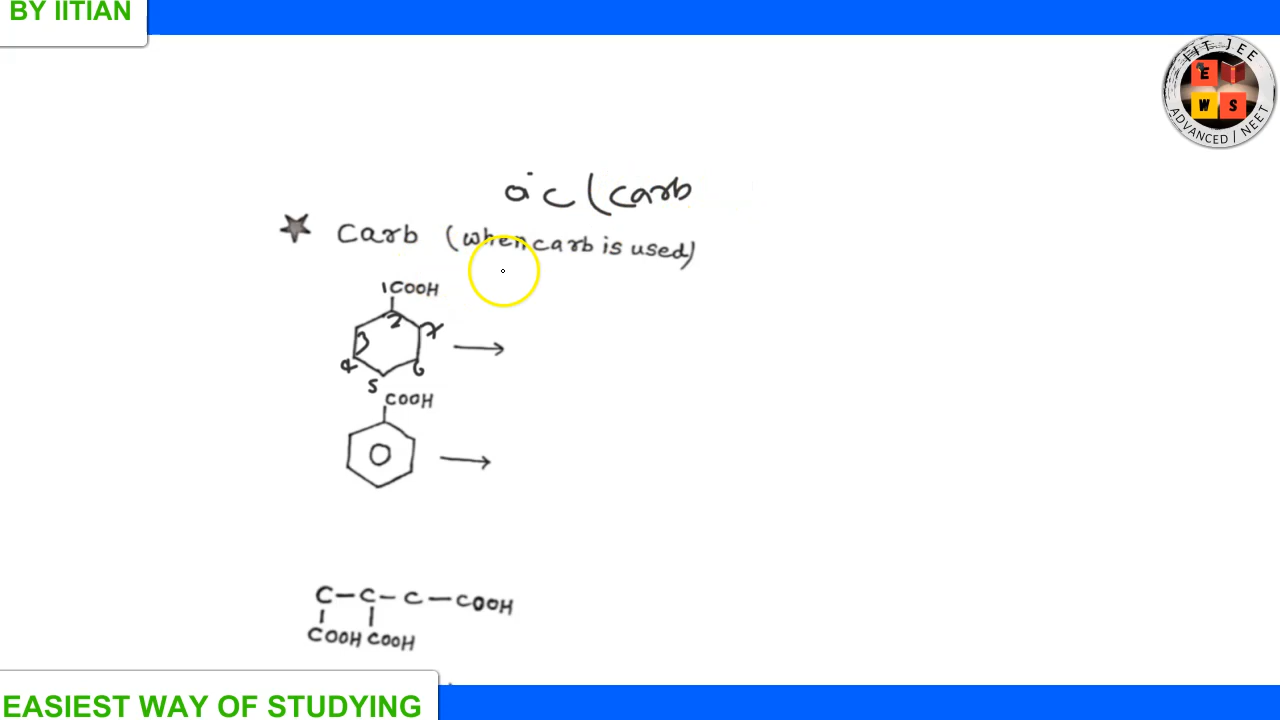 BY IITIAN
IIT JEE
E
W S
ADVANCED / NEET
oic (carb
★ Carb (when carb is used)
1COOH
2
3 7
4 6
5
COOH
C-C-C-COOH
COOH COOH
EASIEST WAY OF STUDYING